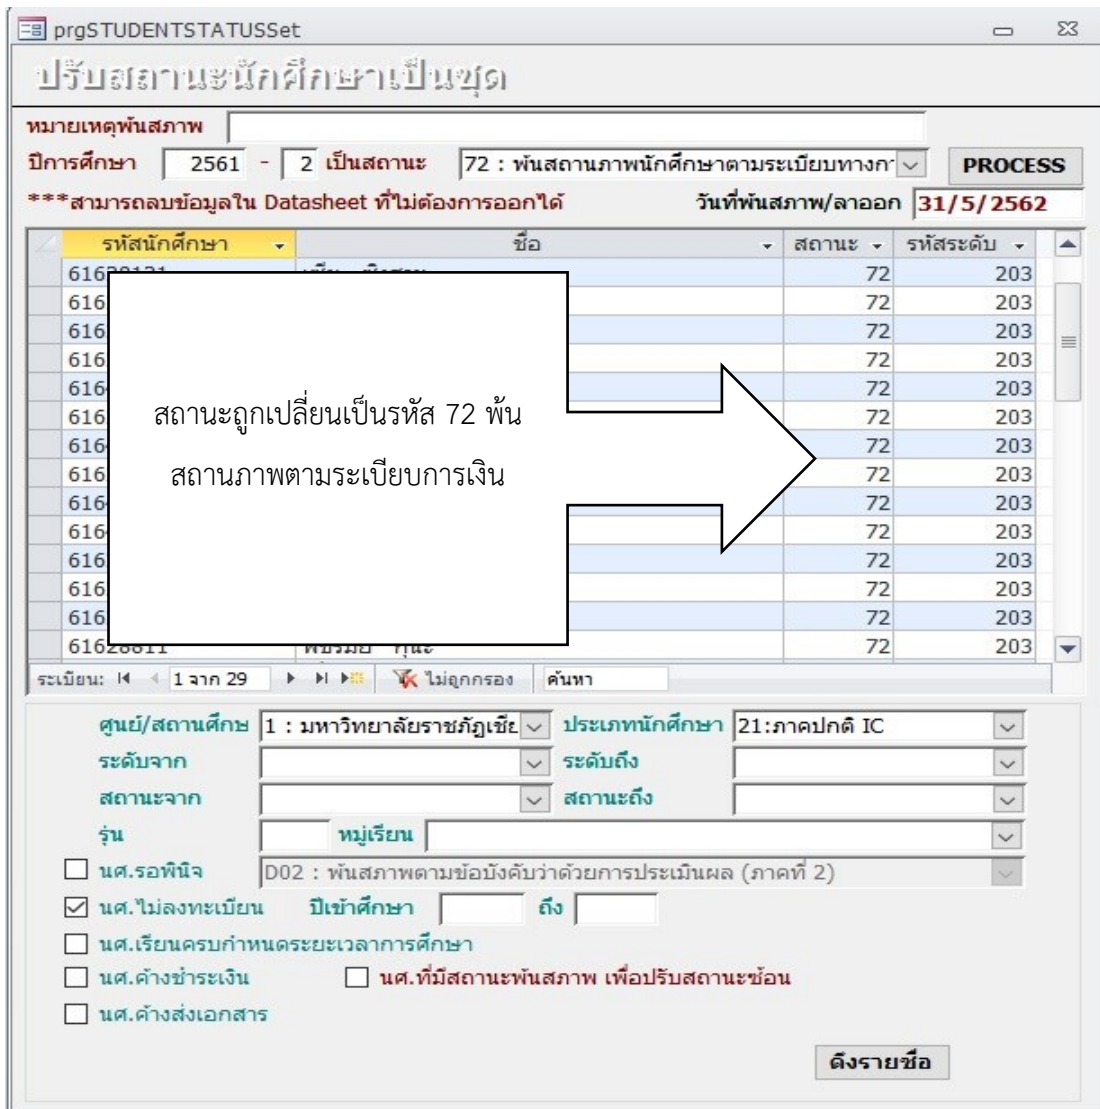 prgSTUDENTSTATUSSet
ปรับสถานะนักศึกษาเป็นชุด
หมายเหตุพ้นสภาพ
ปีการศึกษา 2561 - 2 เป็นสถานะ 72 : พ้นสถานภาพนักศึกษาตามระเบียบทางกา PROCESS
***สามารถลบข้อมูลใน Datasheet ที่ไม่ต้องการออกได้ วันที่พ้นสภาพ/ลาออก 31/5/2562
รหัสนักศึกษา ชื่อ สถานะ รหัสระดับ
72 203
616 72 203
616 72 203
616 72 203
616 72 203
616 72 203
616 72 203
616 72 203
616 72 203
616 72 203
616 72 203
616 72 203
616 72 203
61628611 72 203
สถานะถูกเปลี่ยนเป็นรหัส 72 พ้น
สถานภาพตามระเบียบการเงิน
ระเบียน: 1 จาก 29 ไม่ถูกกรอง ค้นหา
ศูนย์/สถานศึกษ 1 : มหาวิทยาลัยราชภัฏเชีย ประเภทนักศึกษา 21:ภาคปกติ IC
ระดับจาก ระดับถึง
สถานะจาก สถานะถึง
รุ่น หมู่เรียน
นศ.รอพินิจ D02 : พ้นสภาพตามข้อบังคับว่าด้วยการประเมินผล (ภาคที่ 2)
นศ.ไม่ลงทะเบียน ปีเข้าศึกษา ถึง
นศ.เรียนครบกำหนดระยะเวลาการศึกษา
นศ.ค้างชำระเงิน นศ.ที่มีสถานะพ้นสภาพ เพื่อปรับสถานะซ้อน
นศ.ค้างส่งเอกสาร
ดึงรายชื่อ